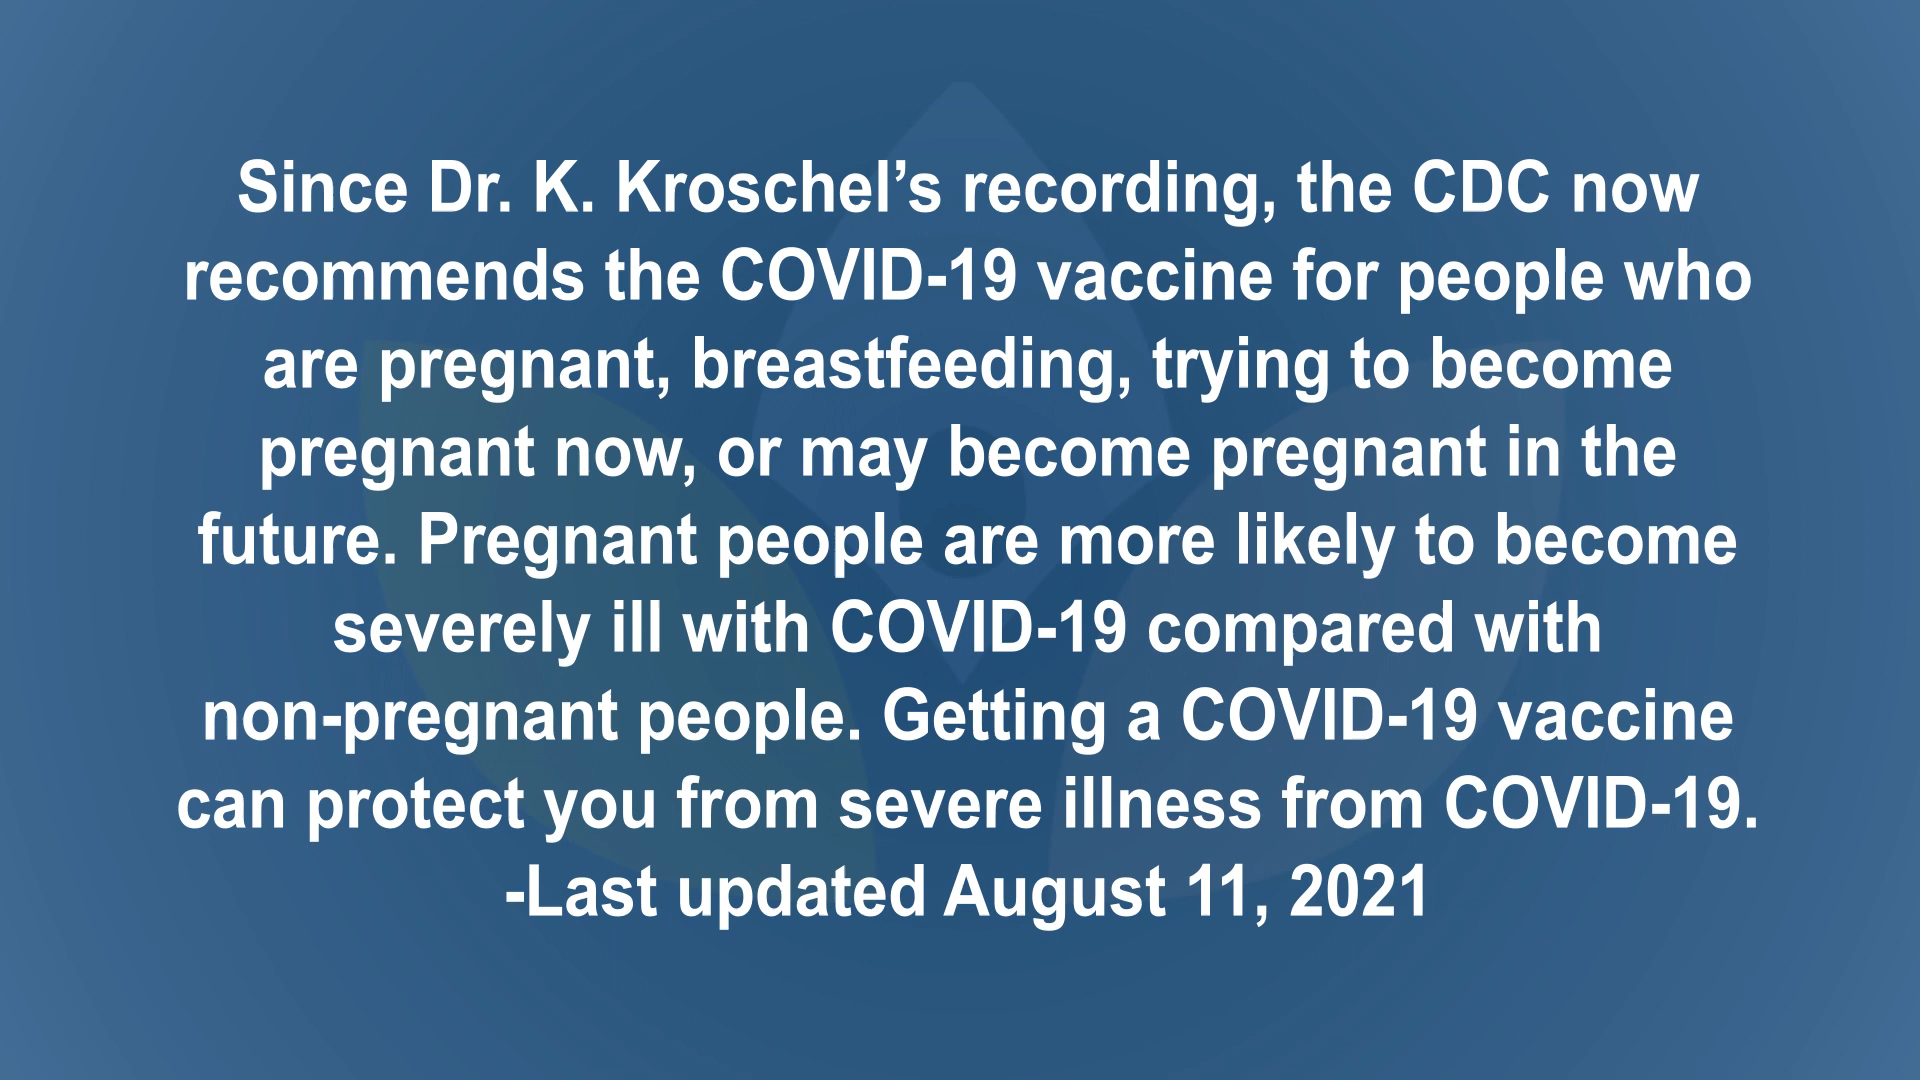 Since Dr. K. Kroschel’s recording, the CDC now
recommends the COVID-19 vaccine for people who
are pregnant, breastfeeding, trying to become
pregnant now, or may become pregnant in the
future. Pregnant people are more likely to become
severely ill with COVID-19 compared with
non-pregnant people. Getting a COVID-19 vaccine
can protect you from severe illness from COVID-19.
-Last updated August 11, 2021